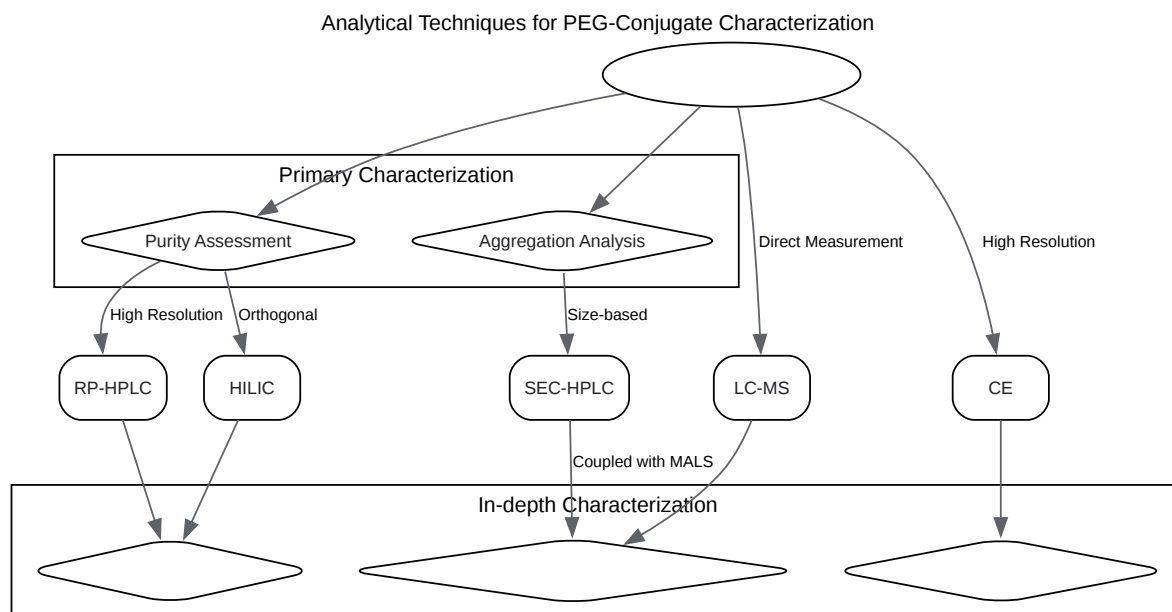 Analytical Techniques for PEG-Conjugate Characterization
Primary Characterization
Purity Assessment
Aggregation Analysis
Direct Measurement
High Resolution
High Resolution
Orthogonal
Size-based
RP-HPLC
HILIC
SEC-HPLC
LC-MS
CE
Coupled with MALS
In-depth Characterization